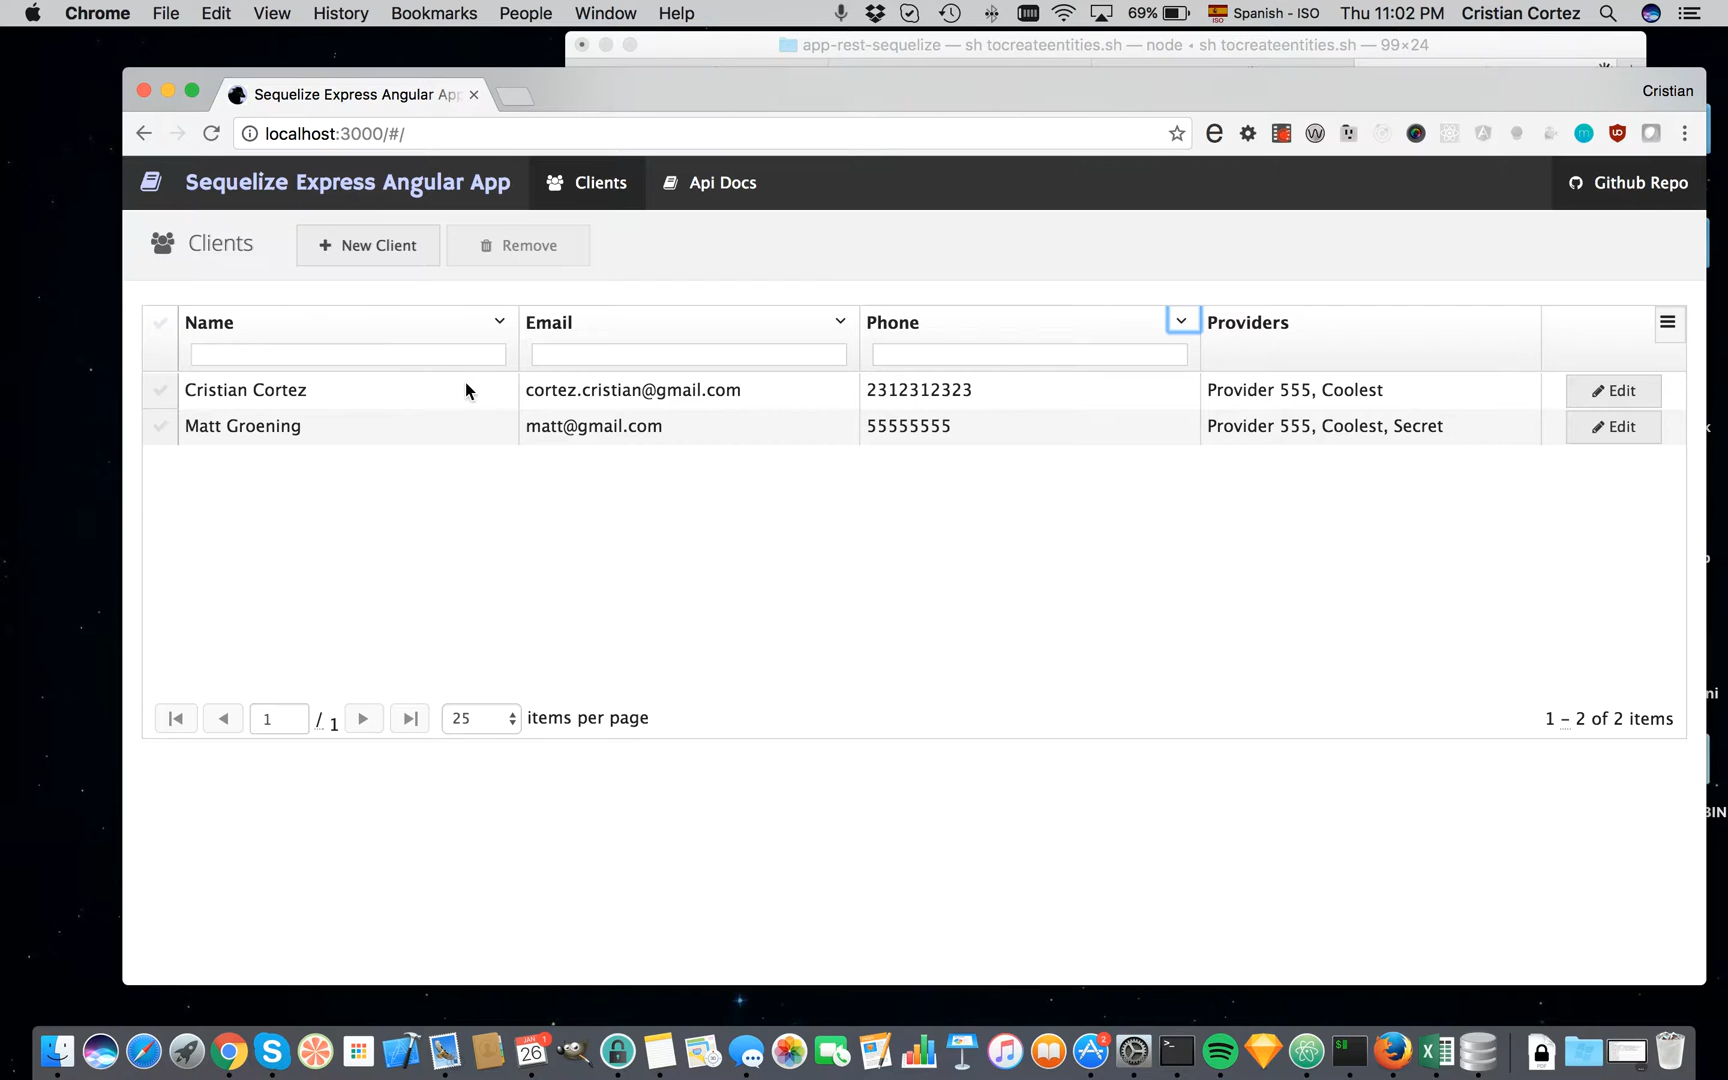 Chrome File Edit View History Bookmarks People Window Help 69% Spanish - ISO Thu 11:02 PM Cristian Cortez
app-rest-sequelize — sh tocreateentities.sh — node • sh tocreateentities.sh — 99×24
Sequelize Express Angular App Cristian
localhost:3000/#/
Sequelize Express Angular App Clients Api Docs Github Repo
Clients New Client Remove
Name Email Phone Providers
Cristian Cortez cortez.cristian@gmail.com 2312312323 Provider 555, Coolest Edit
Matt Groening matt@gmail.com 55555555 Provider 555, Coolest, Secret Edit
1 / 1 25 items per page 1 - 2 of 2 items
26
2